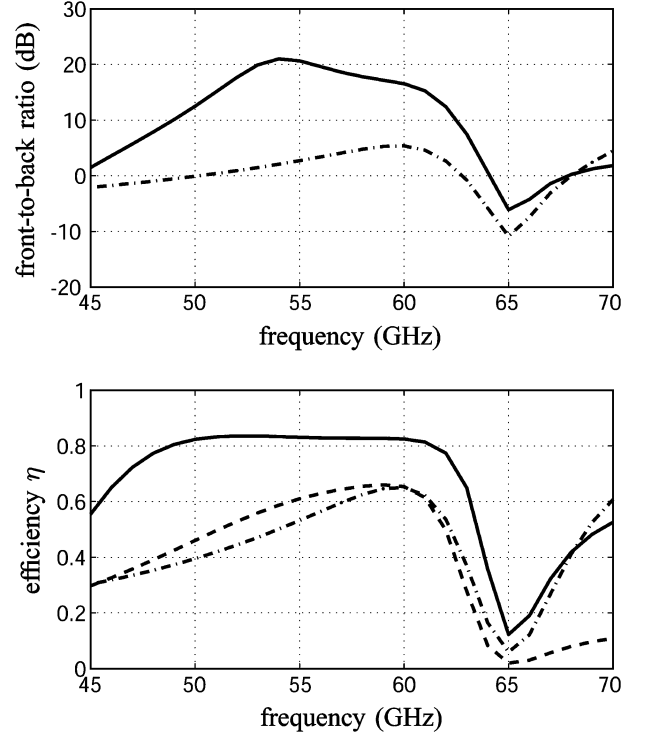 30
20
10
0
-10
-20
front-to-back ratio (dB)
45 50 55 60 65 70
frequency (GHz)
1
0.8
0.6
0.4
0.2
0
efficiency η
45 50 55 60 65 70
frequency (GHz)